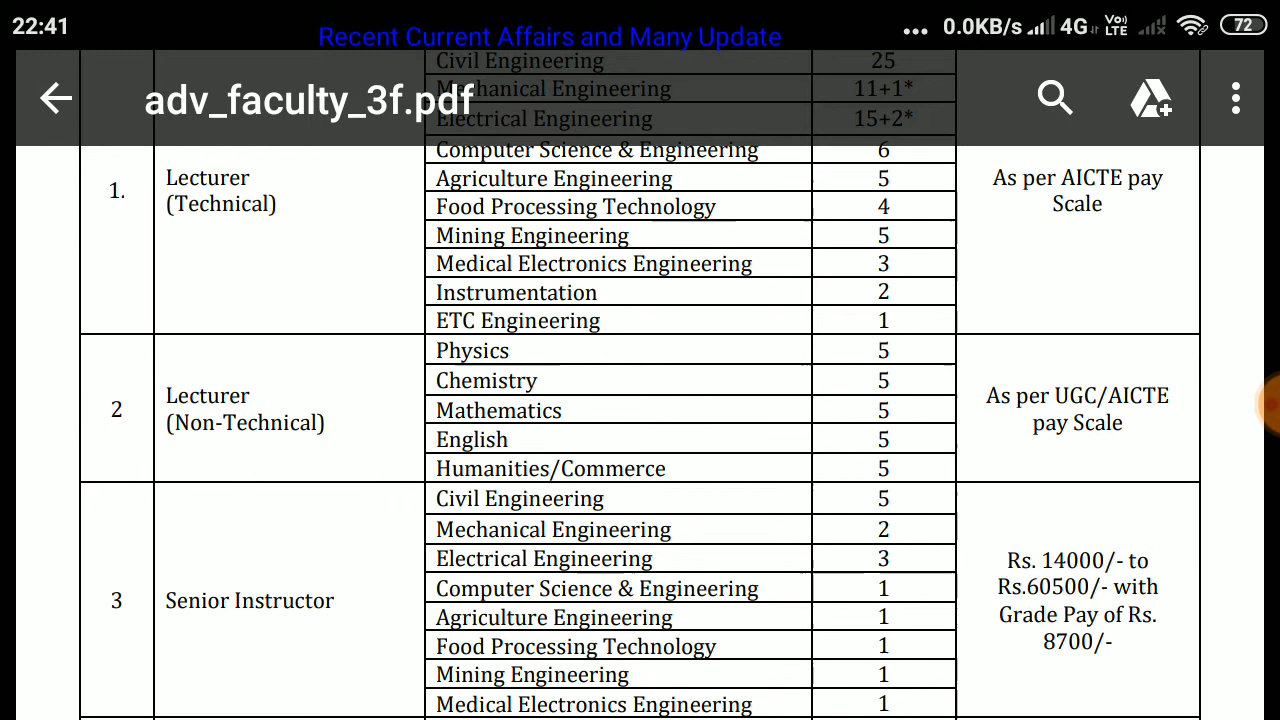 22:41
Recent Current Affairs and Many Update
... 0.0KB/s 4G Vo) LTE 72
adv_faculty_3f.pdf
Civil Engineering 25
Mechanical Engineering 11+1*
Electrical Engineering 15+2*
Computer Science & Engineering 6
1. Lecturer (Technical) As per AICTE pay Scale
Agriculture Engineering 5
Food Processing Technology 4
Mining Engineering 5
Medical Electronics Engineering 3
Instrumentation 2
ETC Engineering 1
Physics 5
Chemistry 5
2 Lecturer (Non-Technical) As per UGC/AICTE pay Scale
Mathematics 5
English 5
Humanities/Commerce 5
Civil Engineering 5
Mechanical Engineering 2
Electrical Engineering 3
3 Senior Instructor Rs. 14000/- to Rs.60500/- with Grade Pay of Rs. 8700/-
Computer Science & Engineering 1
Agriculture Engineering 1
Food Processing Technology 1
Mining Engineering 1
Medical Electronics Engineering 1